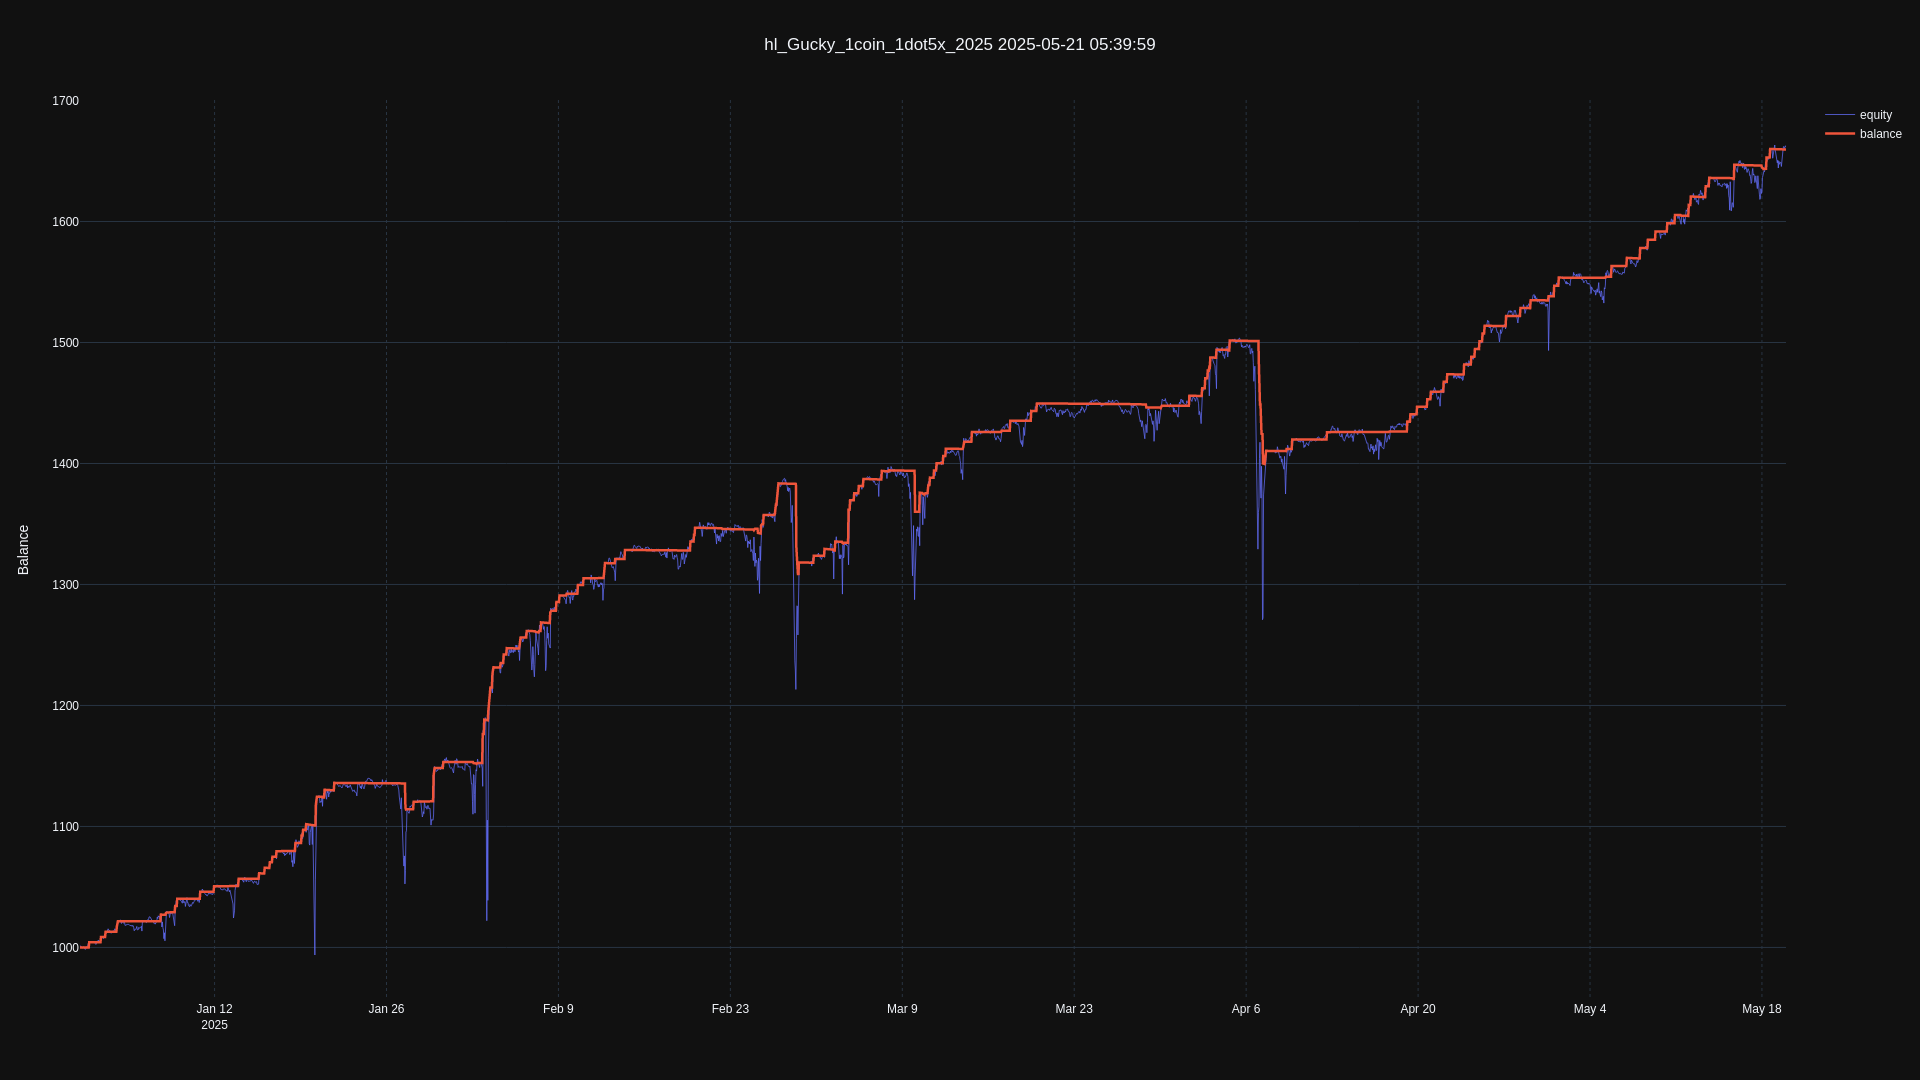 hl_Gucky_1coin_1dot5x_2025 2025-05-21 05:39:59
equity
balance
Balance
1700
1600
1500
1400
1300
1200
1100
1000
Jan 12
2025
Jan 26
Feb 9
Feb 23
Mar 9
Mar 23
Apr 6
Apr 20
May 4
May 18